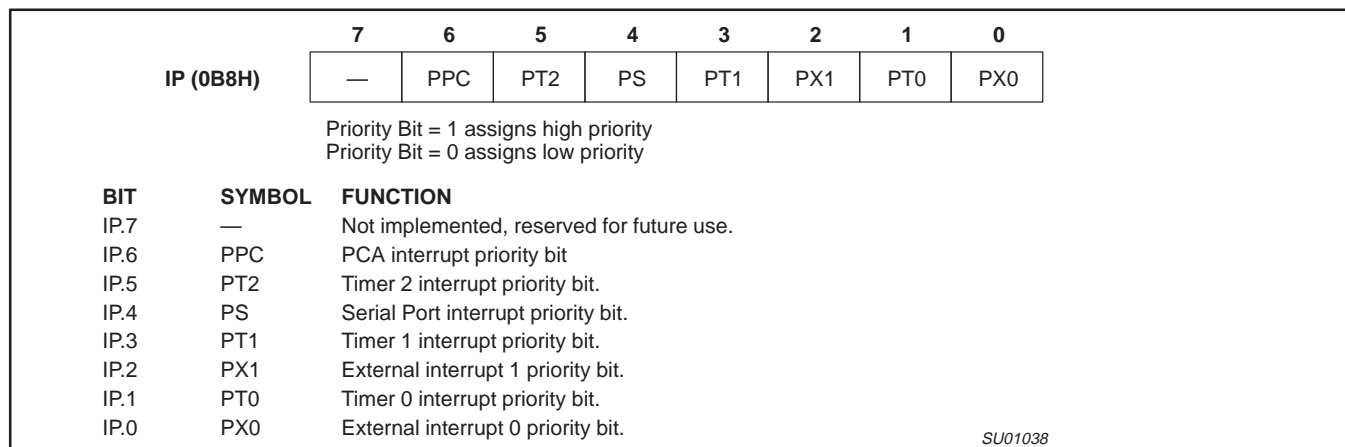 7 6 5 4 3 2 1 0
IP (0B8H) — PPC PT2 PS PT1 PX1 PT0 PX0
Priority Bit = 1 assigns high priority
Priority Bit = 0 assigns low priority
BIT SYMBOL FUNCTION
IP.7 — Not implemented, reserved for future use.
IP.6 PPC PCA interrupt priority bit
IP.5 PT2 Timer 2 interrupt priority bit.
IP.4 PS Serial Port interrupt priority bit.
IP.3 PT1 Timer 1 interrupt priority bit.
IP.2 PX1 External interrupt 1 priority bit.
IP.1 PT0 Timer 0 interrupt priority bit.
IP.0 PX0 External interrupt 0 priority bit.
SU01038